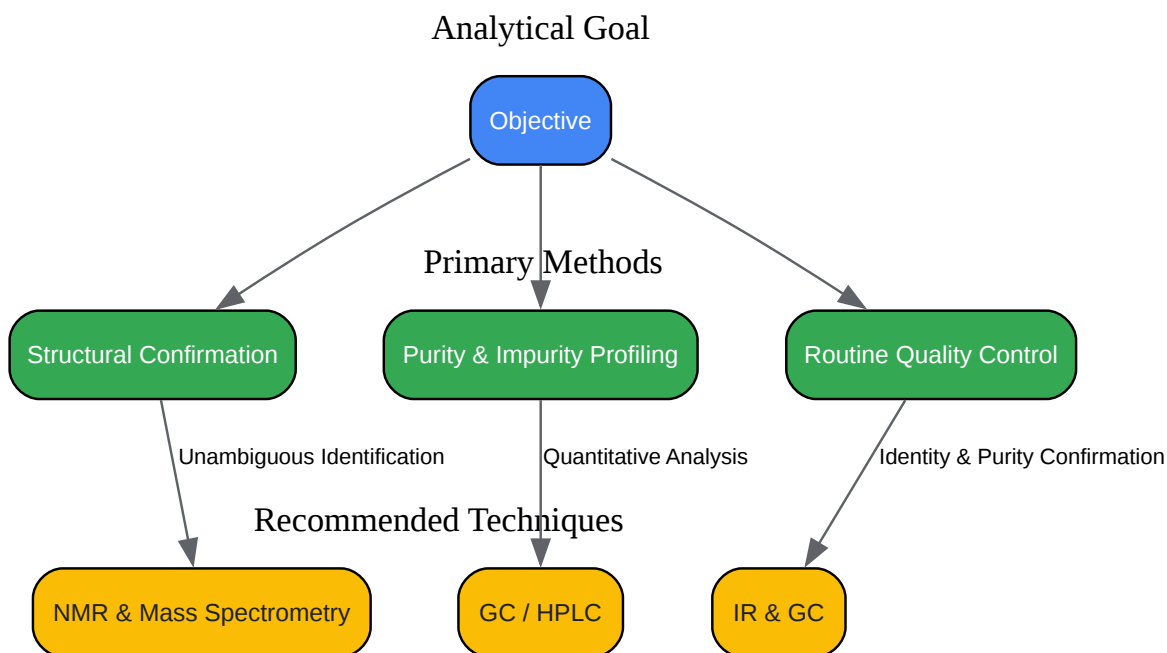 Analytical Goal
Objective
Primary Methods
Structural Confirmation
Purity & Impurity Profiling
Routine Quality Control
Unambiguous Identification
Quantitative Analysis
Identity & Purity Confirmation
Recommended Techniques
NMR & Mass Spectrometry
GC / HPLC
IR & GC